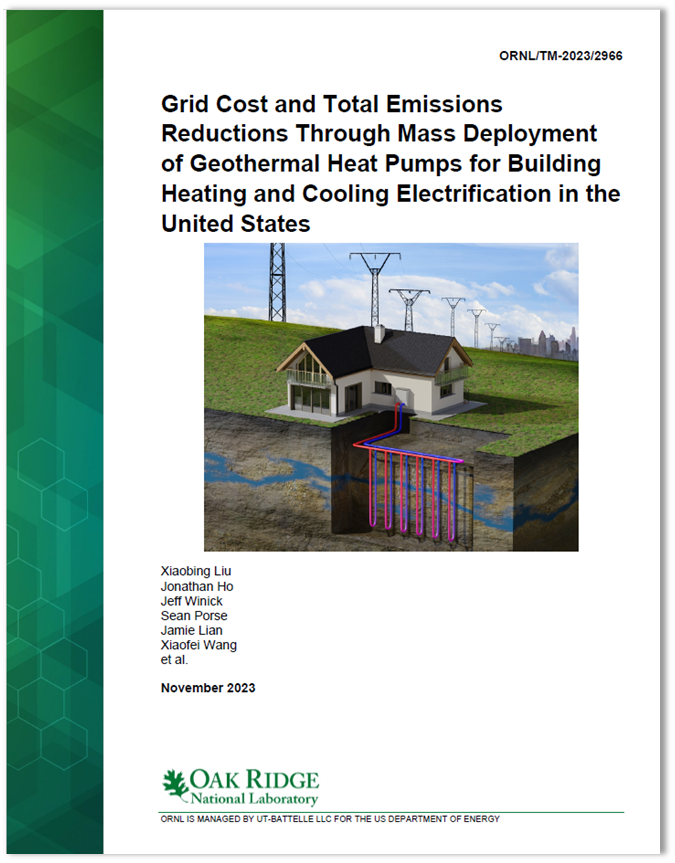 ORNL/TM-2023/2966
Grid Cost and Total Emissions
Reductions Through Mass Deployment
of Geothermal Heat Pumps for Building
Heating and Cooling Electrification in the
United States
Xiaobing Liu
Jonathan Ho
Jeff Winick
Sean Porse
Jamie Lian
Xiaofei Wang
et al.
November 2023
OAK RIDGE
National Laboratory
ORNL IS MANAGED BY UT-BATTELLE LLC FOR THE US DEPARTMENT OF ENERGY